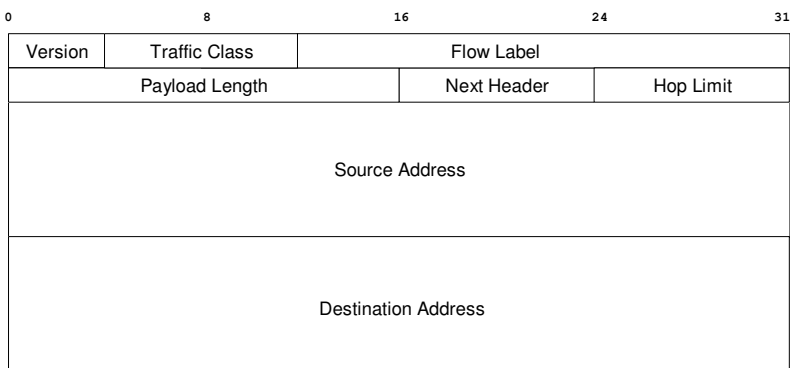 0 8 16 24 31
Version Traffic Class Flow Label
Payload Length Next Header Hop Limit
Source Address
Destination Address